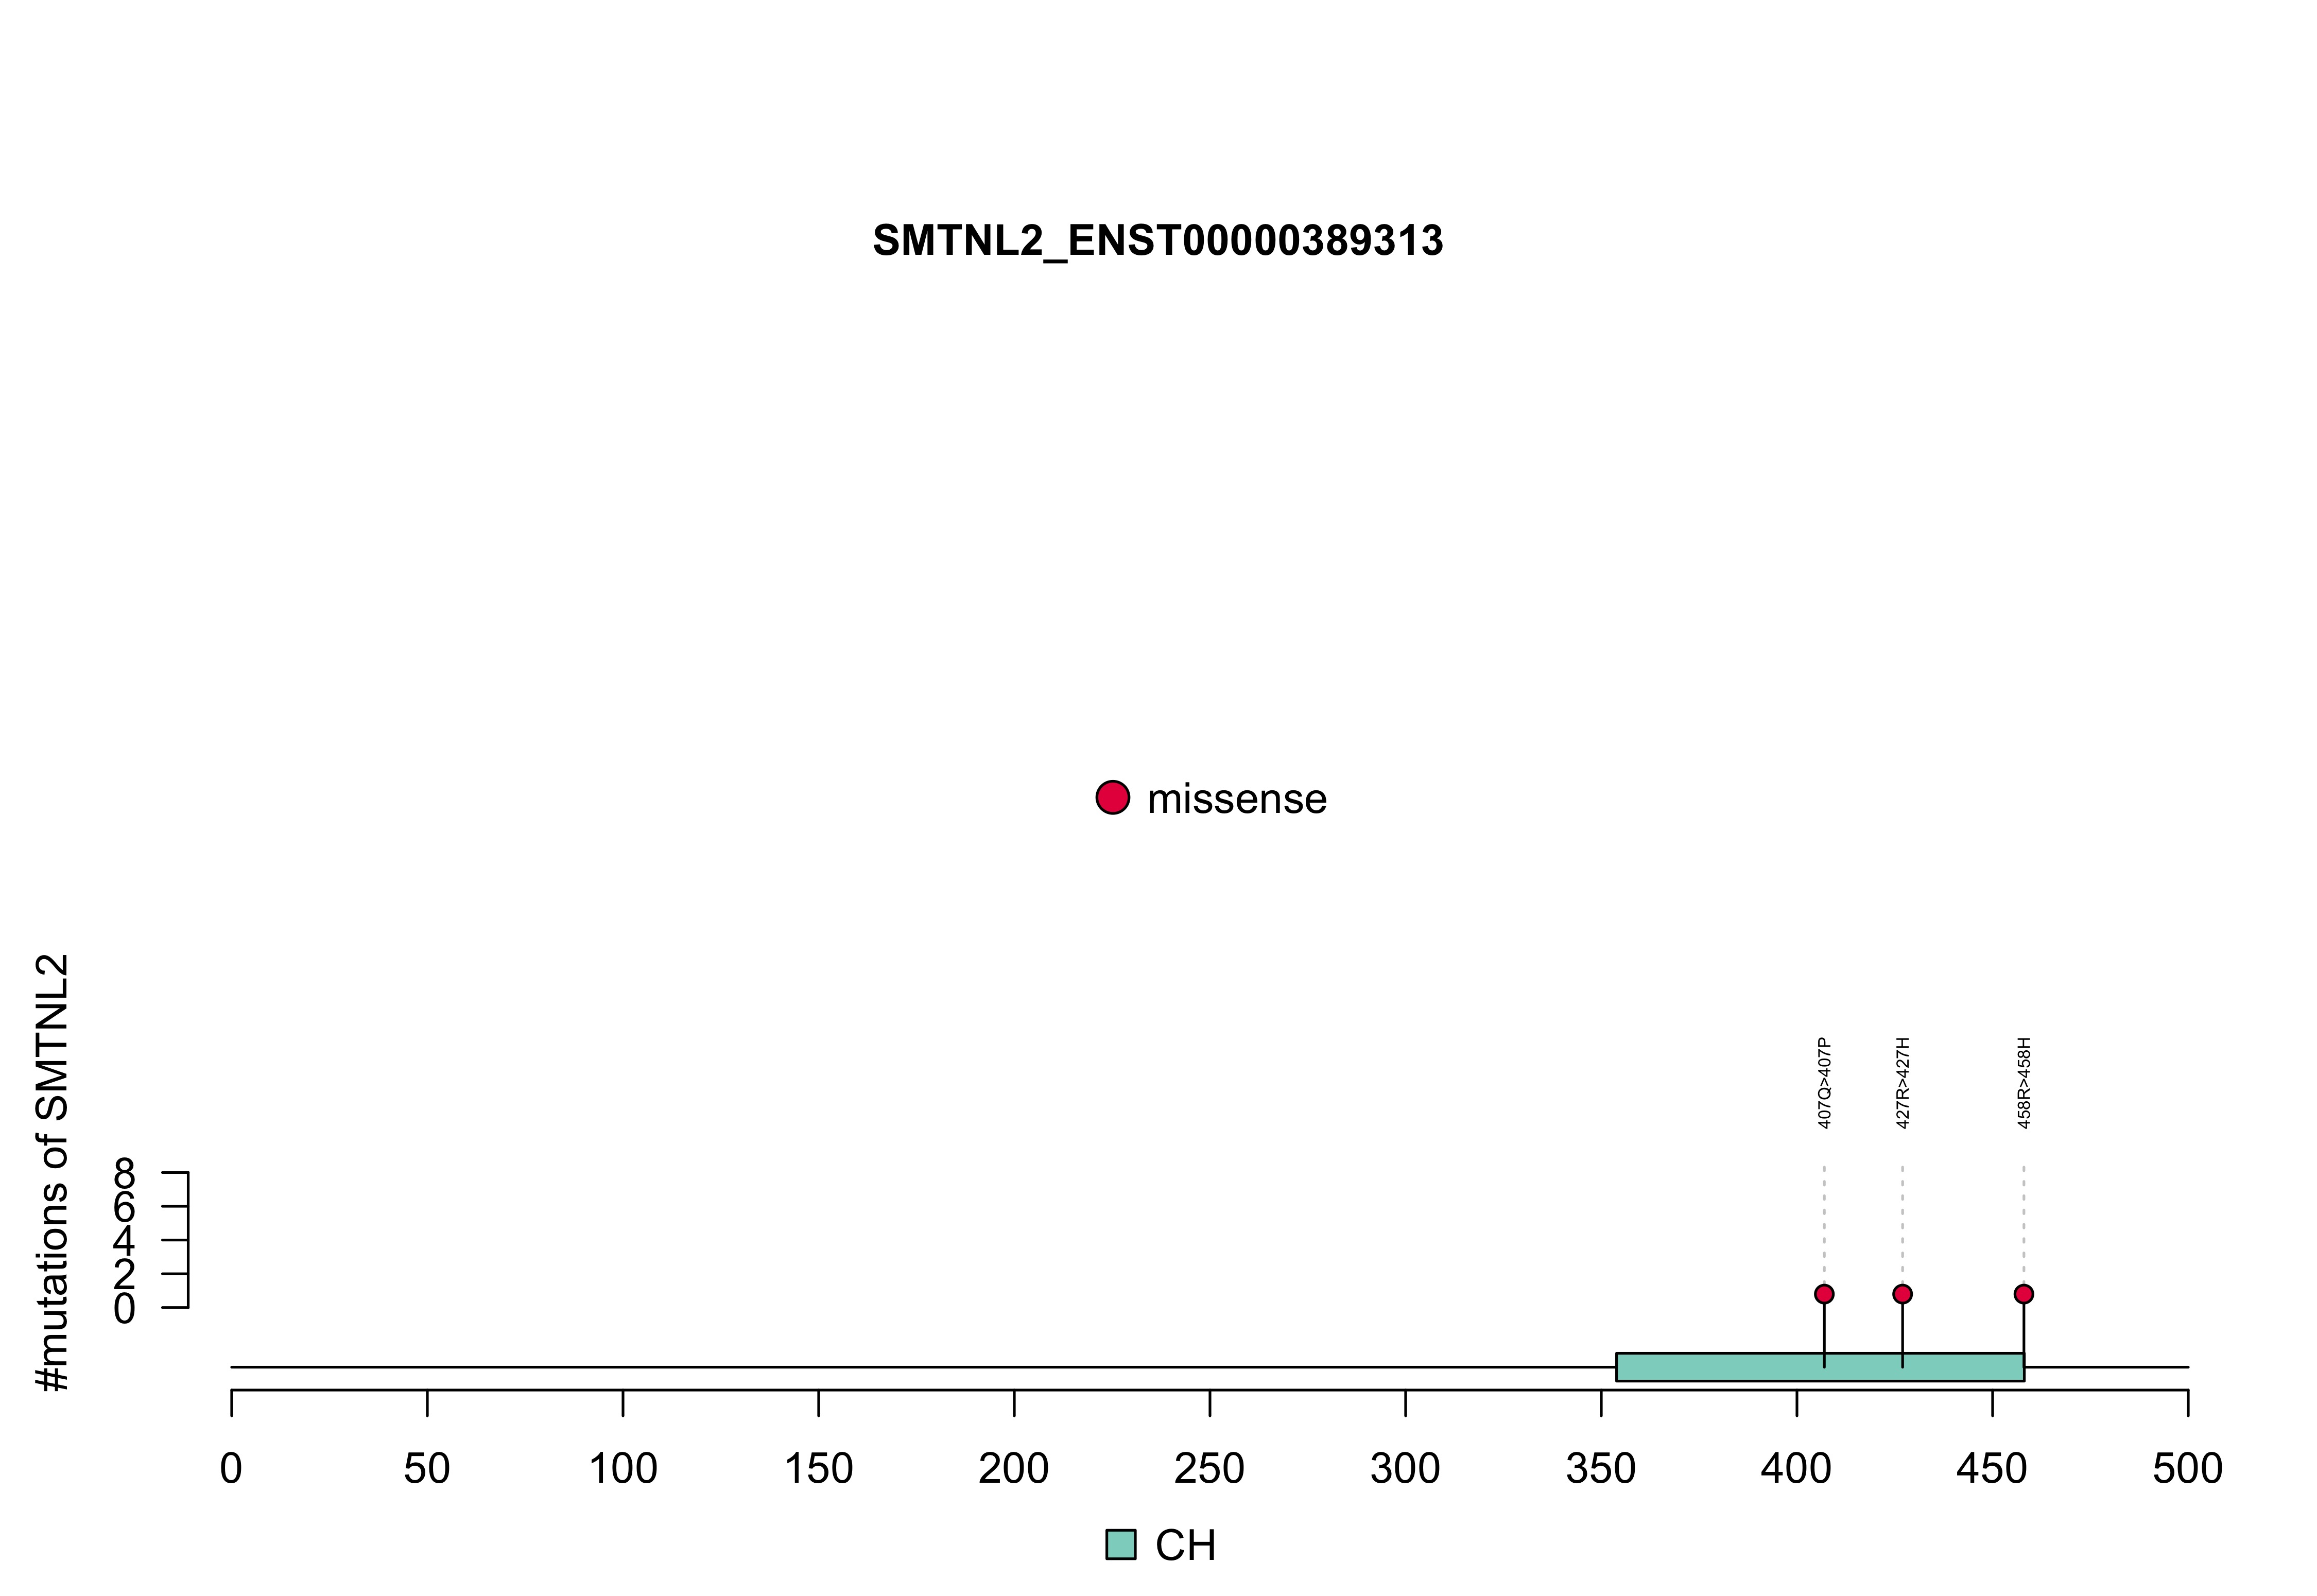 SMTNL2_ENST00000389313
missense
#mutations of SMTNL2
407Q>407P
427R>427H
458R>458H
8
6
4
2
0
0 50 100 150 200 250 300 350 400 450 500
CH